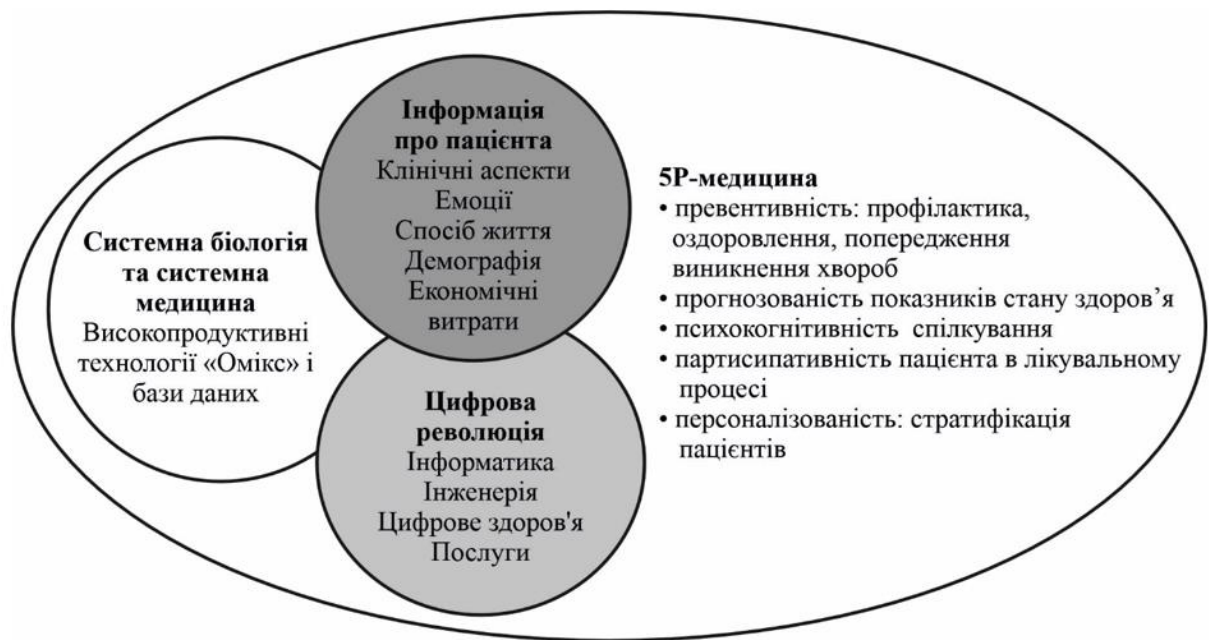 Інформація
про пацієнта
Клінічні аспекти
Емоції
Спосіб життя
Демографія
Економічні
витрати
Системна біологія
та системна
медицина
Високопродуктивні
технології «Омікс» і
бази даних
Цифрова
революція
Інформатика
Інженерія
Цифрове здоров'я
Послуги
5Р-медицина
• превентивність: профілактика,
оздоровлення, попередження
виникнення хвороб
• прогнозованість показників стану здоров’я
• психокогнітивність спілкування
• партисипативність пацієнта в лікувальному
процесі
• персоналізованість: стратифікація
пацієнтів